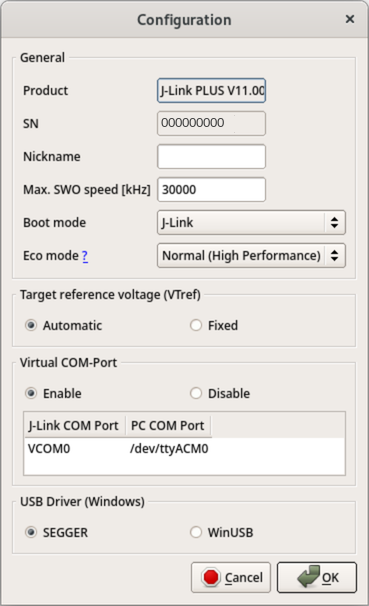 Configuration
General
Product J-Link PLUS V11.00
SN 000000000
Nickname
Max. SWO speed [kHz] 30000
Boot mode J-Link
Eco mode ? Normal (High Performance)
Target reference voltage (VTref)
Automatic Fixed
Virtual COM-Port
Enable Disable
J-Link COM Port PC COM Port
VCOM0 /dev/ttyACM0
USB Driver (Windows)
SEGGER WinUSB
Cancel OK